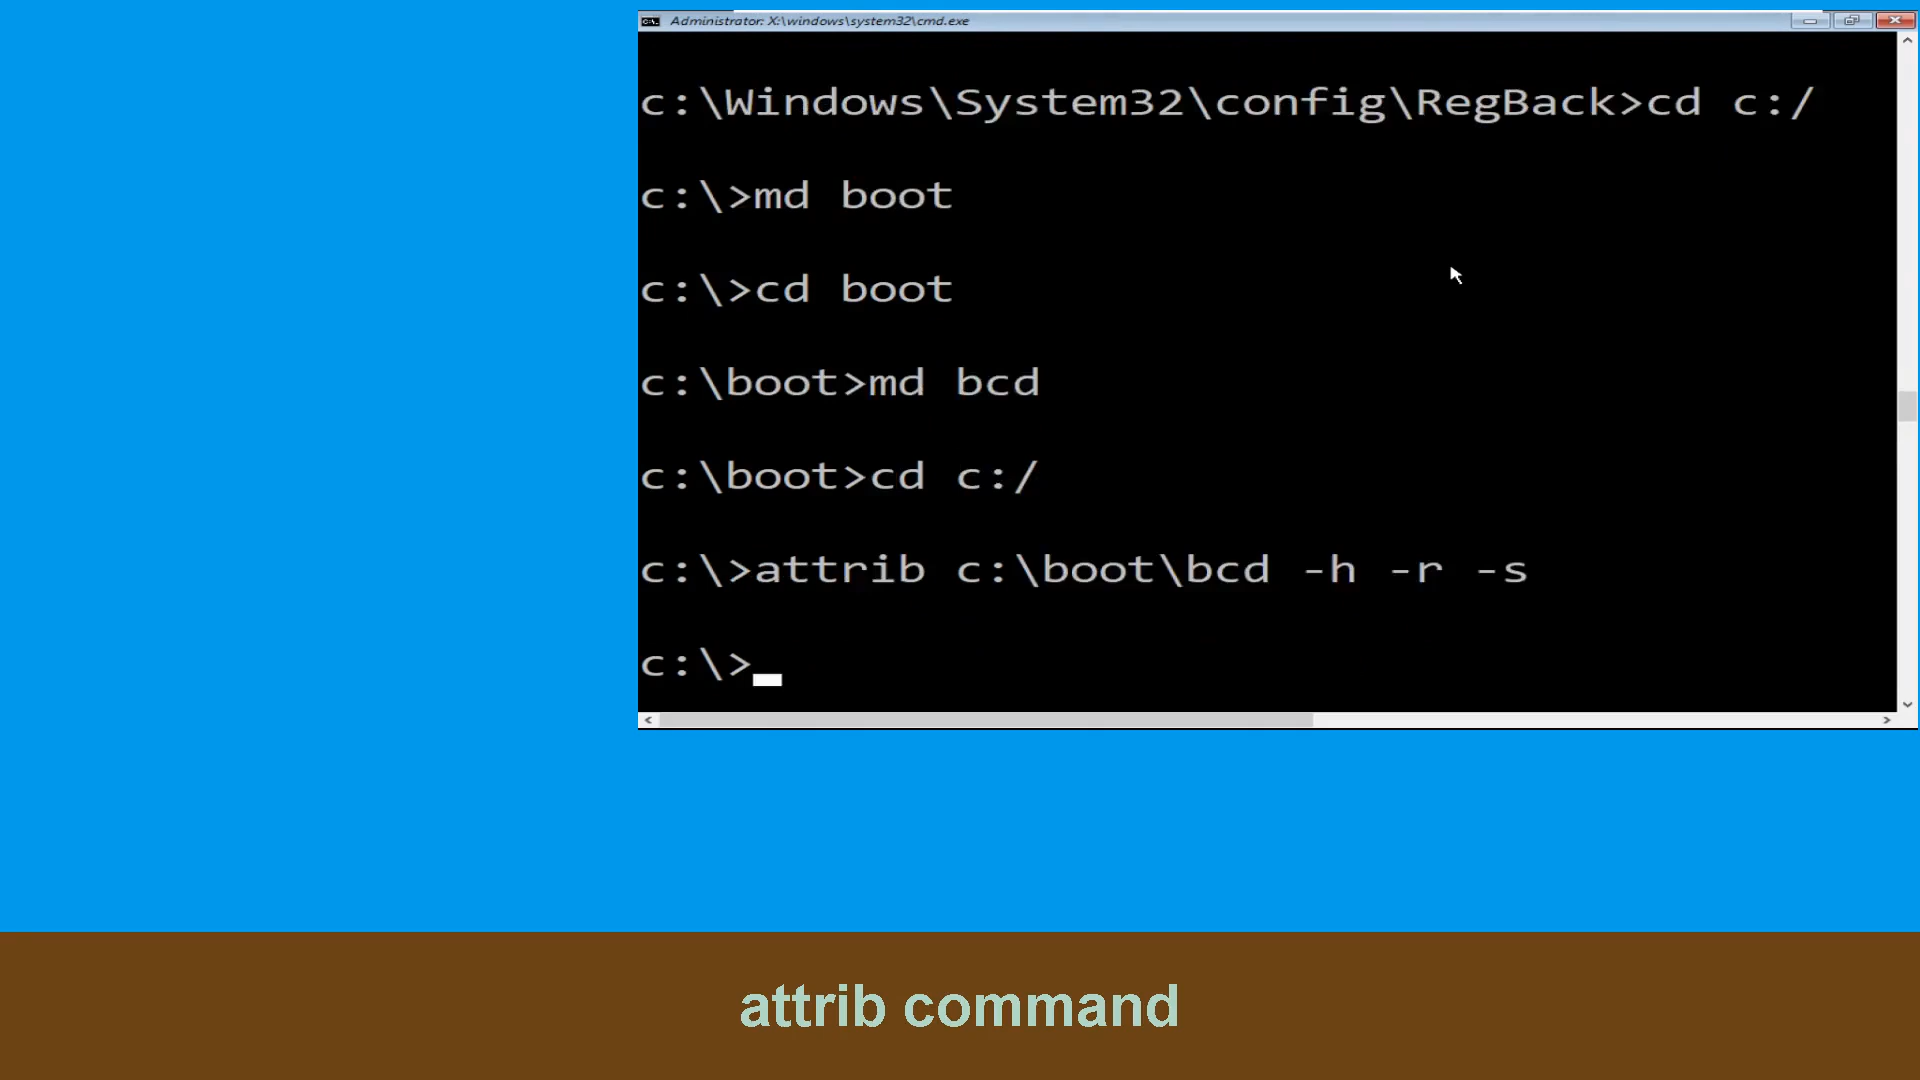 Administrator: X:\windows\system32\cmd.exe
c:\Windows\System32\config\RegBack>cd c:/
c:\>md boot
c:\>cd boot
c:\boot>md bcd
c:\boot>cd c:/
c:\>attrib c:\boot\bcd -h -r -s
c:\>
attrib command